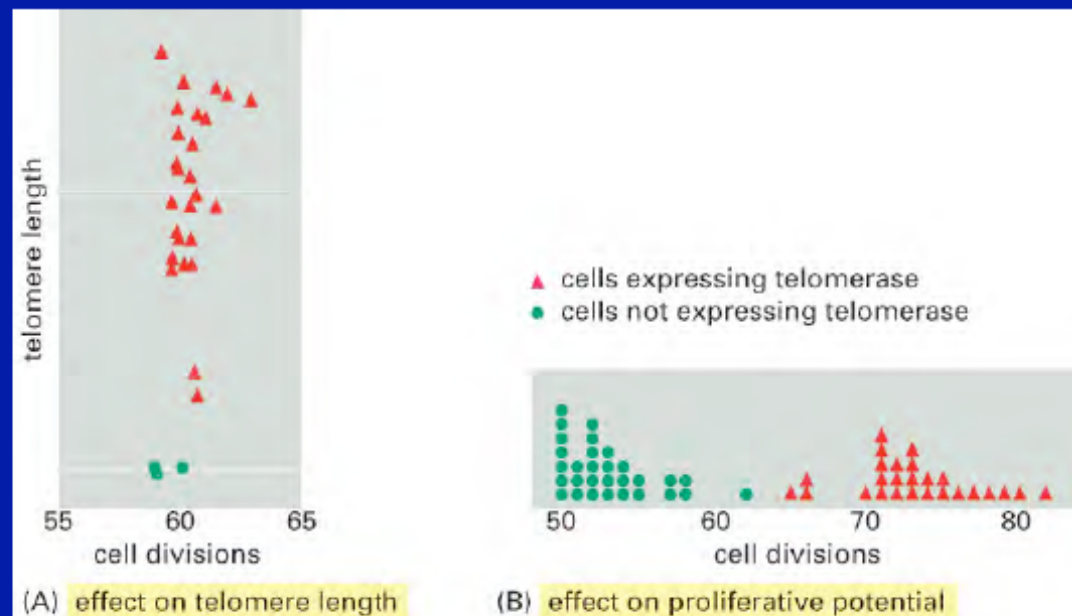 telomere length
55 60 65
cell divisions
(A) effect on telomere length
cells expressing telomerase
cells not expressing telomerase
50 60 70 80
cell divisions
(B) effect on proliferative potential